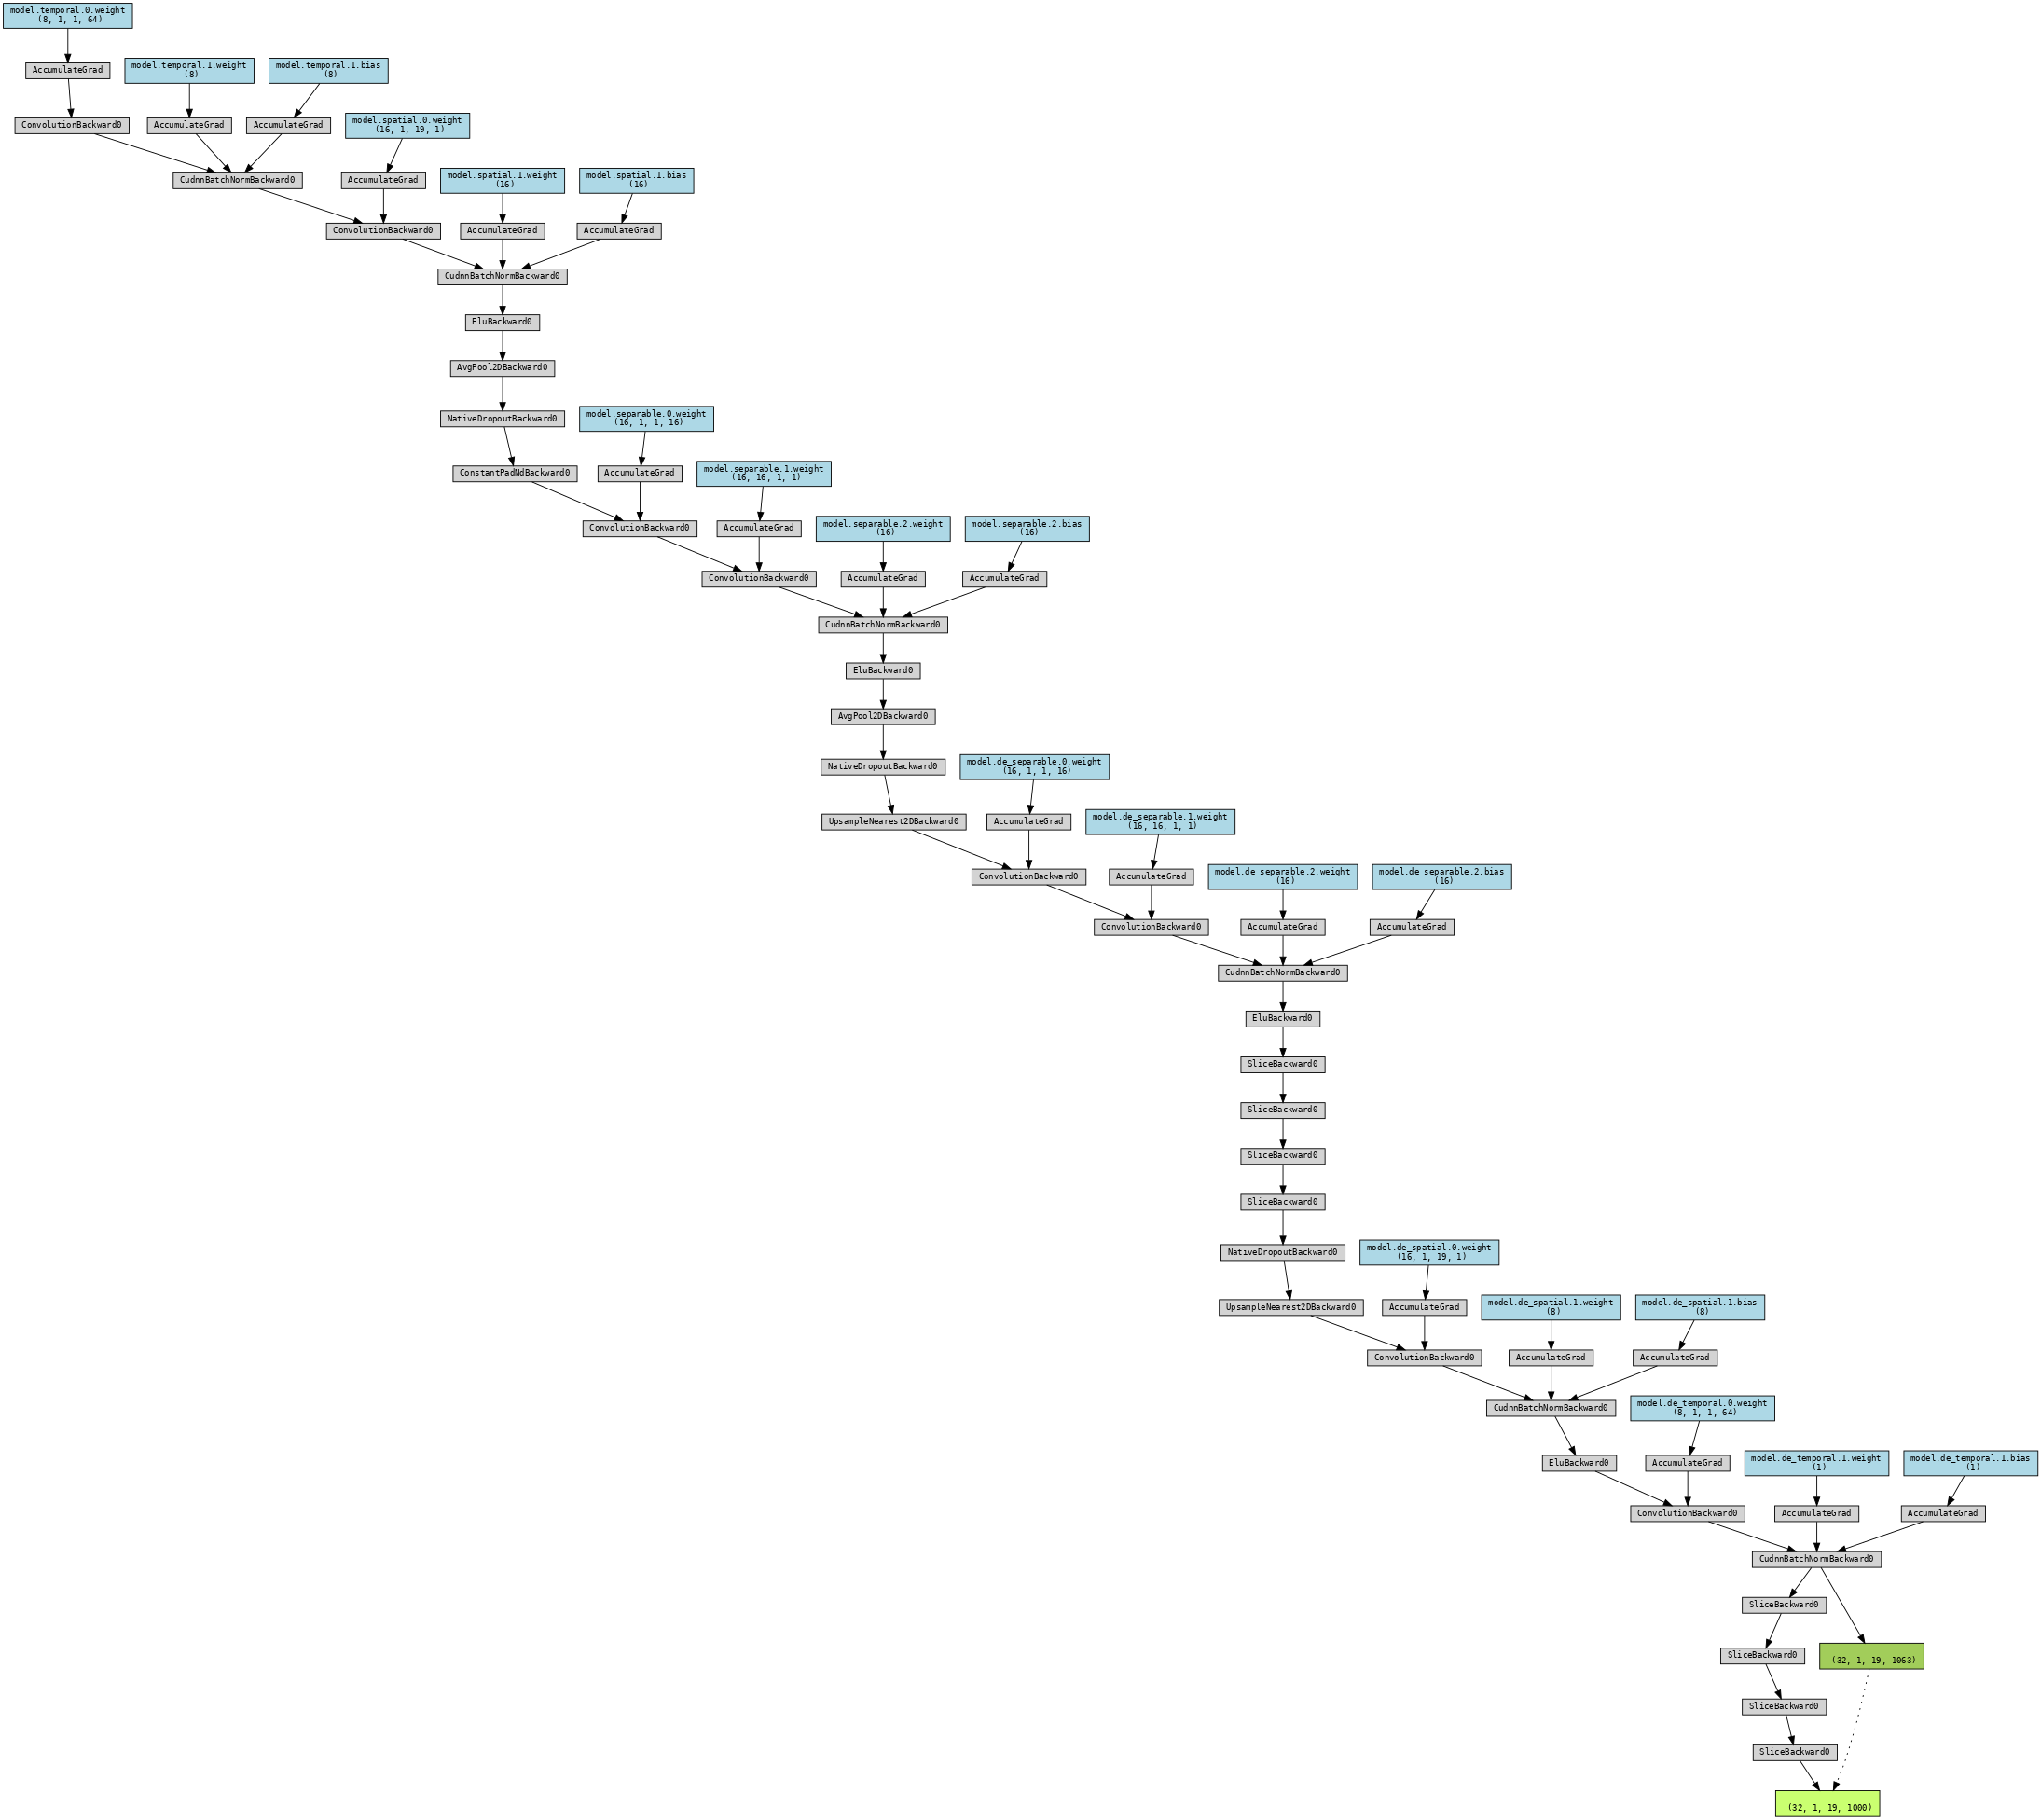 model.temporal.0.weight
(8, 1, 1, 64)
AccumulateGrad
model.temporal.1.weight
(8)
model.temporal.1.bias
(8)
ConvolutionBackward0
AccumulateGrad
AccumulateGrad
model.spatial.0.weight
(16, 1, 19, 1)
CudnnBatchNormBackward0
AccumulateGrad
model.spatial.1.weight
(16)
model.spatial.1.bias
(16)
ConvolutionBackward0
AccumulateGrad
AccumulateGrad
CudnnBatchNormBackward0
EluBackward0
AvgPool2DBackward0
NativeDropoutBackward0
model.separable.0.weight
(16, 1, 1, 16)
ConstantPadNdBackward0
AccumulateGrad
model.separable.1.weight
(16, 16, 1, 1)
ConvolutionBackward0
AccumulateGrad
model.separable.2.weight
(16)
model.separable.2.bias
(16)
ConvolutionBackward0
AccumulateGrad
AccumulateGrad
CudnnBatchNormBackward0
EluBackward0
AvgPool2DBackward0
NativeDropoutBackward0
model.de_separable.0.weight
(16, 1, 1, 16)
UpsampleNearest2DBackward0
AccumulateGrad
model.de_separable.1.weight
(16, 16, 1, 1)
ConvolutionBackward0
AccumulateGrad
model.de_separable.2.weight
(16)
model.de_separable.2.bias
(16)
ConvolutionBackward0
AccumulateGrad
AccumulateGrad
CudnnBatchNormBackward0
EluBackward0
SliceBackward0
SliceBackward0
SliceBackward0
SliceBackward0
NativeDropoutBackward0
model.de_spatial.0.weight
(16, 1, 19, 1)
UpsampleNearest2DBackward0
AccumulateGrad
model.de_spatial.1.weight
(8)
model.de_spatial.1.bias
(8)
ConvolutionBackward0
AccumulateGrad
AccumulateGrad
CudnnBatchNormBackward0
model.de_temporal.0.weight
(8, 1, 1, 64)
EluBackward0
AccumulateGrad
model.de_temporal.1.weight
(1)
model.de_temporal.1.bias
(1)
ConvolutionBackward0
AccumulateGrad
AccumulateGrad
CudnnBatchNormBackward0
SliceBackward0
SliceBackward0
(32, 1, 19, 1063)
SliceBackward0
SliceBackward0
(32, 1, 19, 1000)